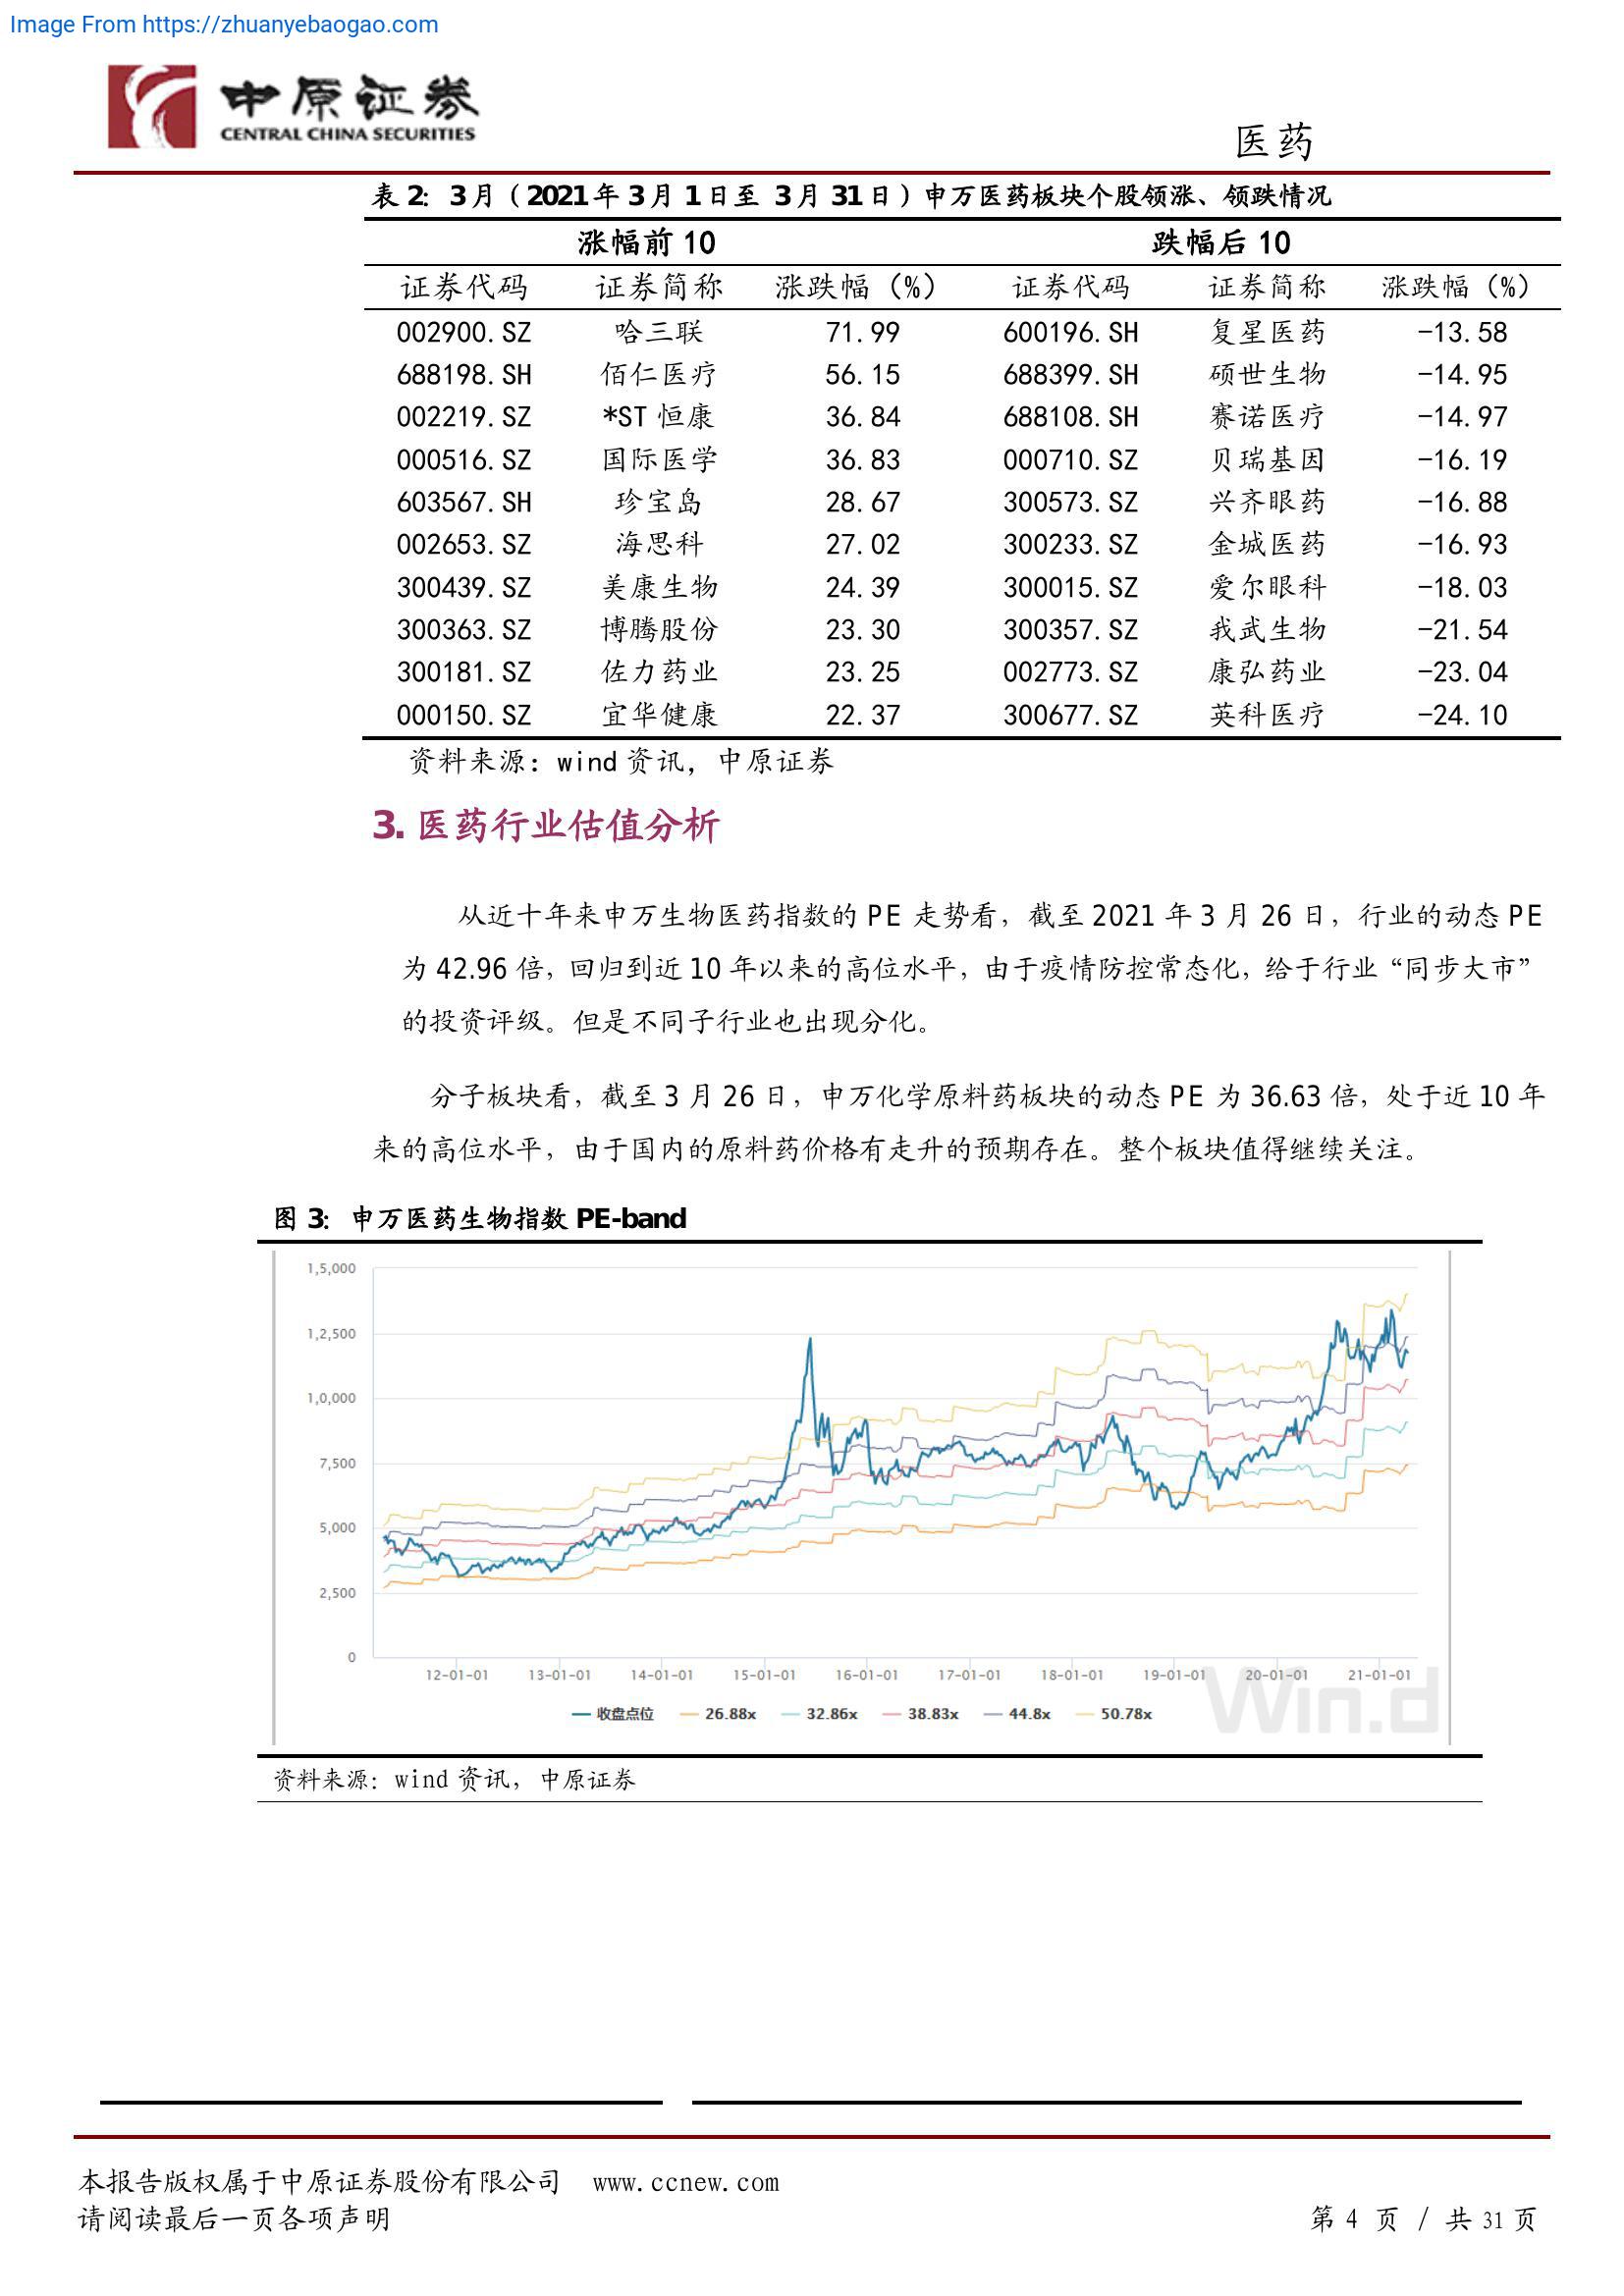 Image From https://zhuanyebaogao.com
中原证券
CENTRAL CHINA SECURITIES
医药
表 2: 3 月（2021 年 3 月 1 日至 3 月 31 日）申万医药板块个股领涨、领跌情况
涨幅前 10 跌幅后 10
证券代码 证券简称 涨跌幅（%） 证券代码 证券简称 涨跌幅（%）
002900.SZ 哈三联 71.99 600196.SH 复星医药 -13.58
688198.SH 佰仁医疗 56.15 688399.SH 硕世生物 -14.95
002219.SZ *ST 恒康 36.84 688108.SH 赛诺医疗 -14.97
000516.SZ 国际医学 36.83 000710.SZ 贝瑞基因 -16.19
603567.SH 珍宝岛 28.67 300573.SZ 兴齐眼药 -16.88
002653.SZ 海思科 27.02 300233.SZ 金城医药 -16.93
300439.SZ 美康生物 24.39 300015.SZ 爱尔眼科 -18.03
300363.SZ 博腾股份 23.30 300357.SZ 我武生物 -21.54
300181.SZ 佐力药业 23.25 002773.SZ 康弘药业 -23.04
000150.SZ 宜华健康 22.37 300677.SZ 英科医疗 -24.10
资料来源：wind 资讯，中原证券
3. 医药行业估值分析
从近十年来申万生物医药指数的 PE 走势看，截至 2021 年 3 月 26 日，行业的动态 PE
为 42.96 倍，回归到近 10 年以来的高位水平，由于疫情防控常态化，给于行业“同步大市”
的投资评级。但是不同子行业也出现分化。
分子板块看，截至 3 月 26 日，申万化学原料药板块的动态 PE 为 36.63 倍，处于近 10 年
来的高位水平，由于国内的原料药价格有走升的预期存在。整个板块值得继续关注。
图 3: 申万医药生物指数 PE-band
1,5,000
1,2,500
1,0,000
7,500
5,000
2,500
0
12-01-01 13-01-01 14-01-01 15-01-01 16-01-01 17-01-01 18-01-01 19-01-01 20-01-01 21-01-01
收盘点位 26.88x 32.86x 38.83x 44.8x 50.78x
Win.d
资料来源：wind 资讯，中原证券
本报告版权属于中原证券股份有限公司 www.ccnew.com
请阅读最后一页各项声明
第 4 页 / 共 31 页